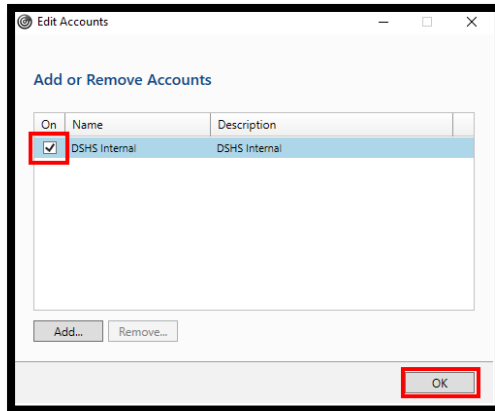 Edit Accounts
Add or Remove Accounts
On Name Description
DSHS Internal DSHS Internal
Add... Remove...
OK